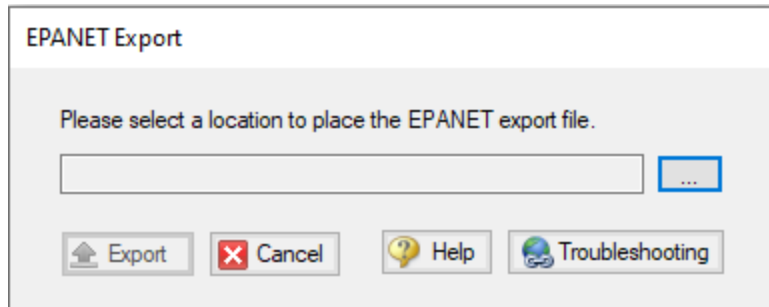 EPANET Export
Please select a location to place the EPANET export file.
...
Export Cancel Help Troubleshooting